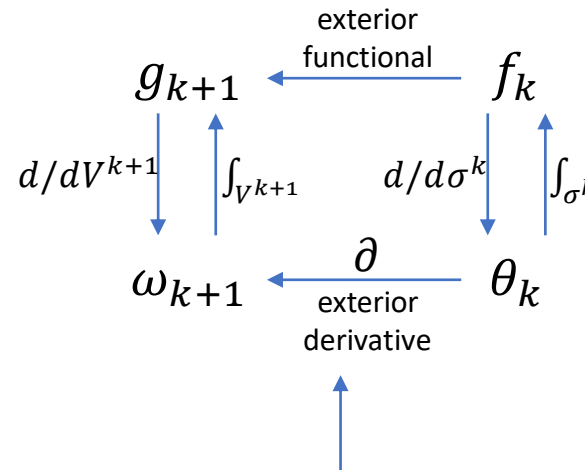 exterior
functional
g_{k+1} f_k
d/dV^{k+1} ∫_{V^{k+1}} d/dσ^k ∫_{σ^k}
∂
ω_{k+1} θ_k
exterior
derivative